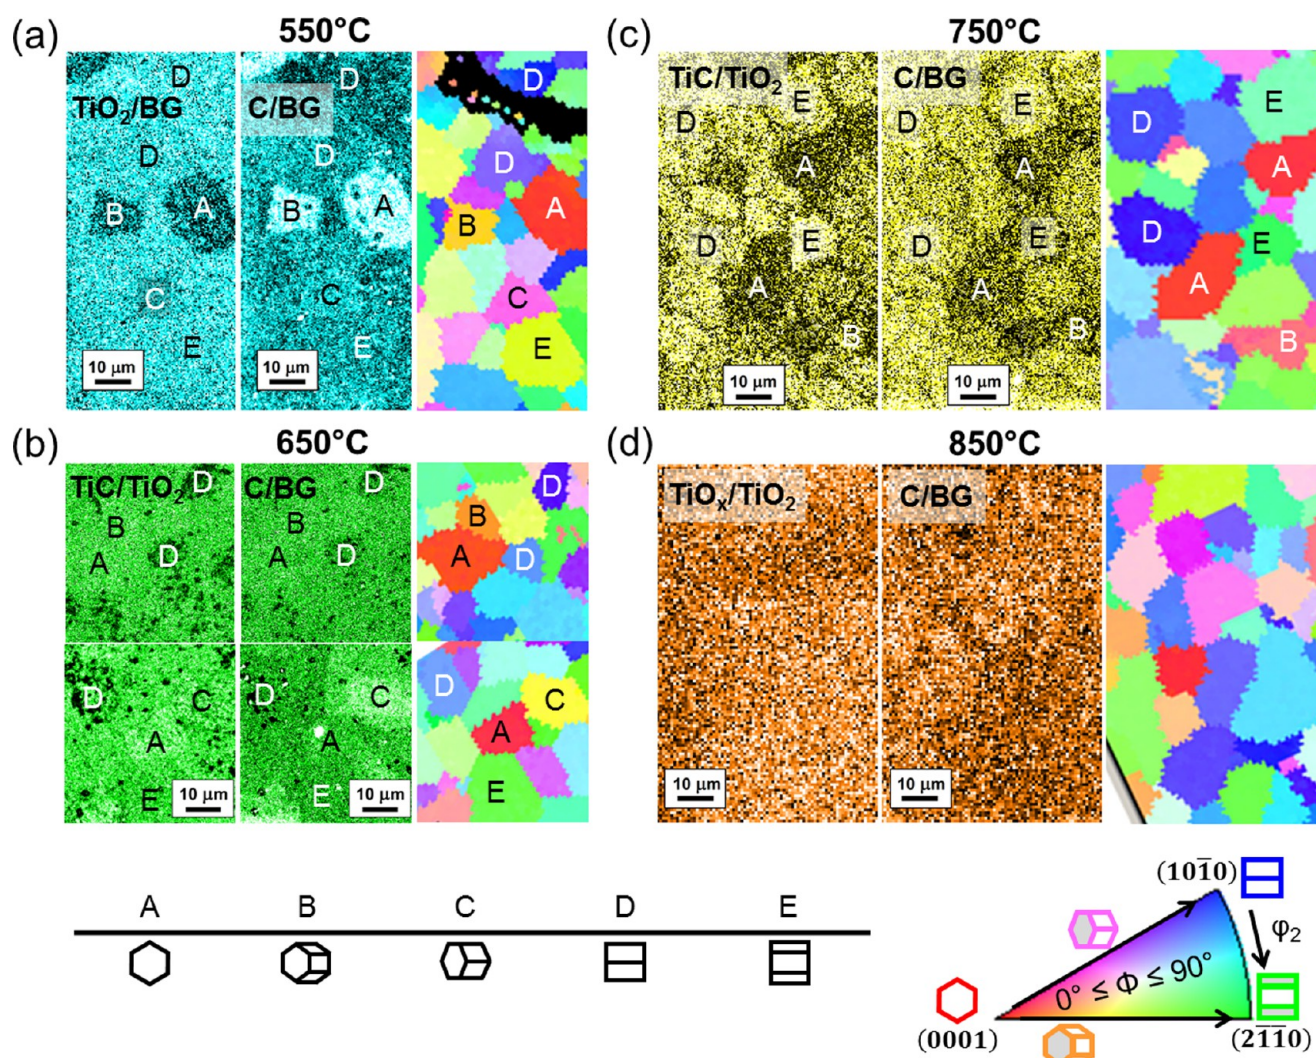 (a)
550°C
TiO₂/BG
C/BG
D
D
D
D
D
D
B
A
B
A
B
A
C
C
C
E
E
E
10 μm
10 μm
(c)
750°C
TiC/TiO₂
C/BG
E
E
E
D
D
D
A
A
A
D
E
D
E
D
E
A
A
A
B
B
B
10 μm
10 μm
(b)
650°C
TiC/TiO₂
C/BG
D
D
D
B
B
B
A
A
A
D
D
D
D
C
D
C
D
C
A
A
A
E
E
E
10 μm
10 μm
(d)
850°C
TiOₓ/TiO₂
C/BG
10 μm
10 μm
A B C D E
(101̄0)
φ₂
0° ≤ Φ ≤ 90°
(0001)
(21̄1̄0)